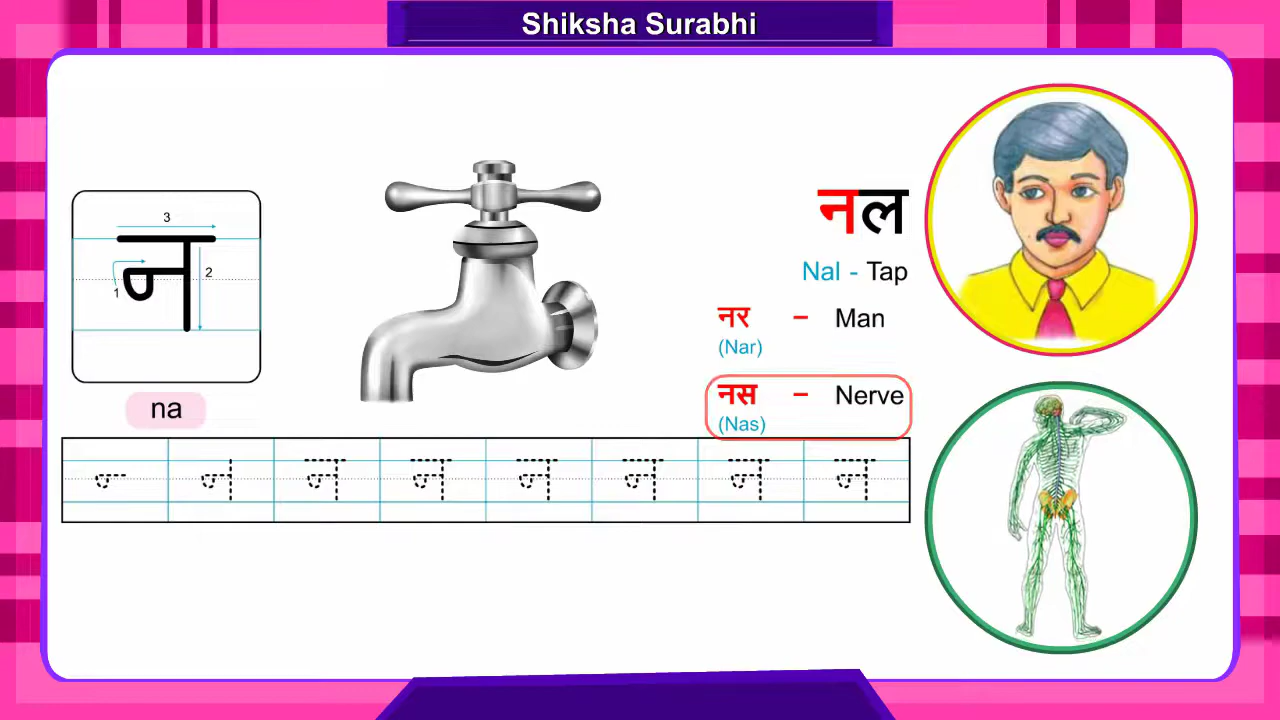 Shiksha Surabhi
3
न
1
2
na
नल
Nal - Tap
नर – Man
(Nar)
नस – Nerve
(Nas)
न न न न न न